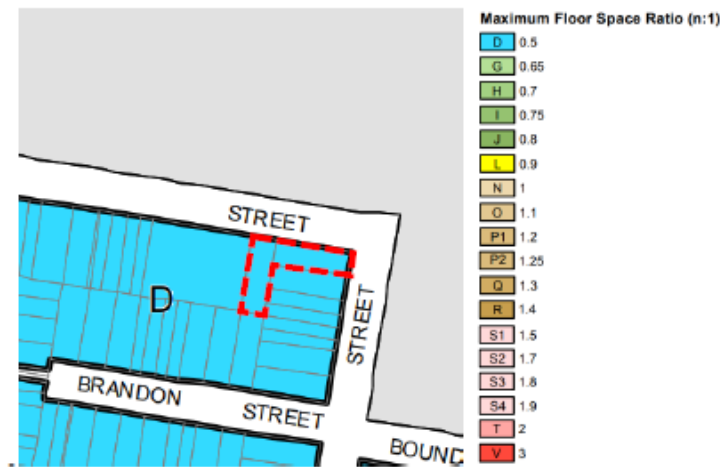 Maximum Floor Space Ratio (n:1)
D 0.5
G 0.65
H 0.7
I 0.75
J 0.8
L 0.9
N 1
O 1.1
P1 1.2
P2 1.25
Q 1.3
R 1.4
S1 1.5
S2 1.7
S3 1.8
S4 1.9
T 2
V 3
STREET
D
STREET
BRANDON
STREET
BOUND